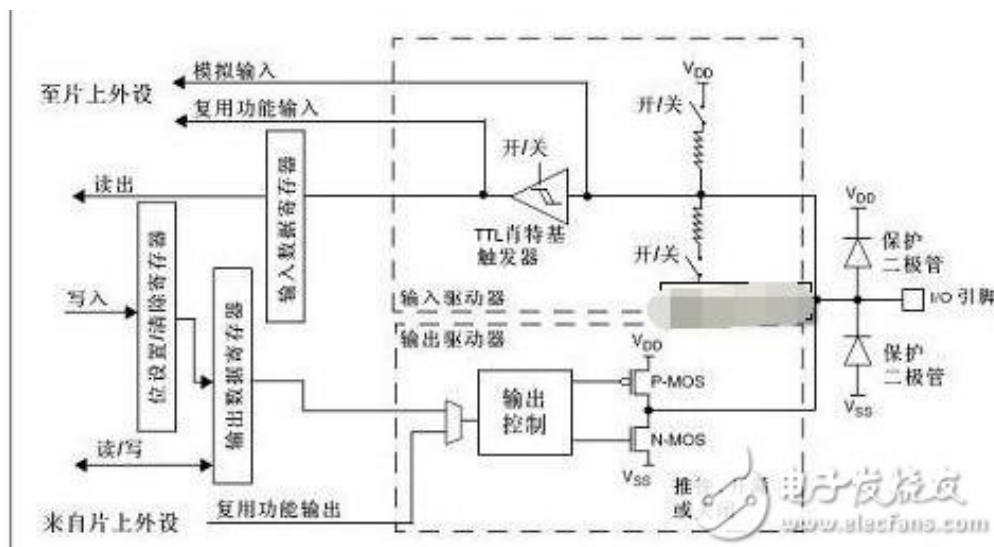 模拟输入
至片上外设
复用功能输入
读出
输入数据寄存器
开/关
TTL肖特基
触发器
VDD
开/关
开/关
VDD
保护
二极管
I/O 引脚
保护
二极管
VSS
写入
位设置/清除寄存器
输出数据寄存器
读/写
输入驱动器
输出驱动器
VDD
P-MOS
输出
控制
N-MOS
VSS
推
或
来自片上外设
复用功能输出
电子发烧友
www.elecfans.com